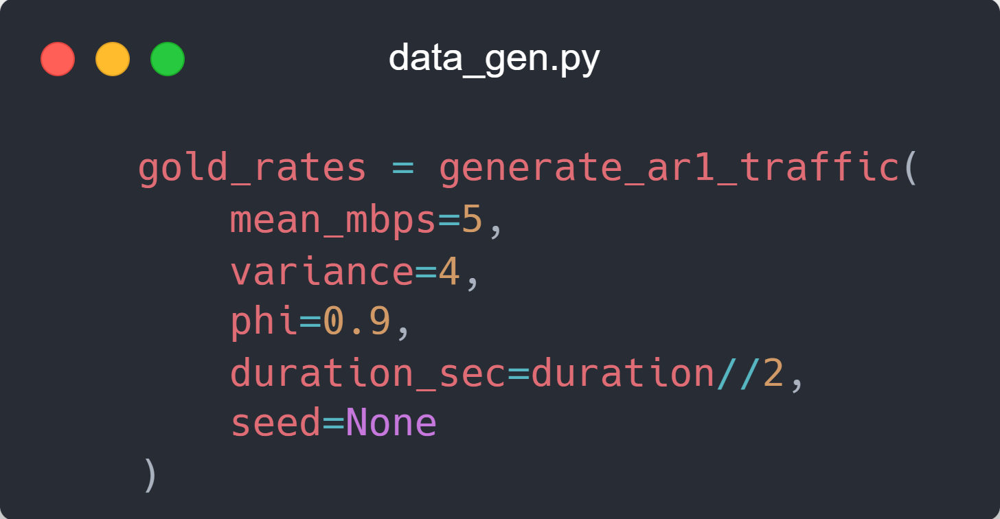 data_gen.py
gold_rates = generate_ar1_traffic(
    mean_mbps=5,
    variance=4,
    phi=0.9,
    duration_sec=duration//2,
    seed=None
)